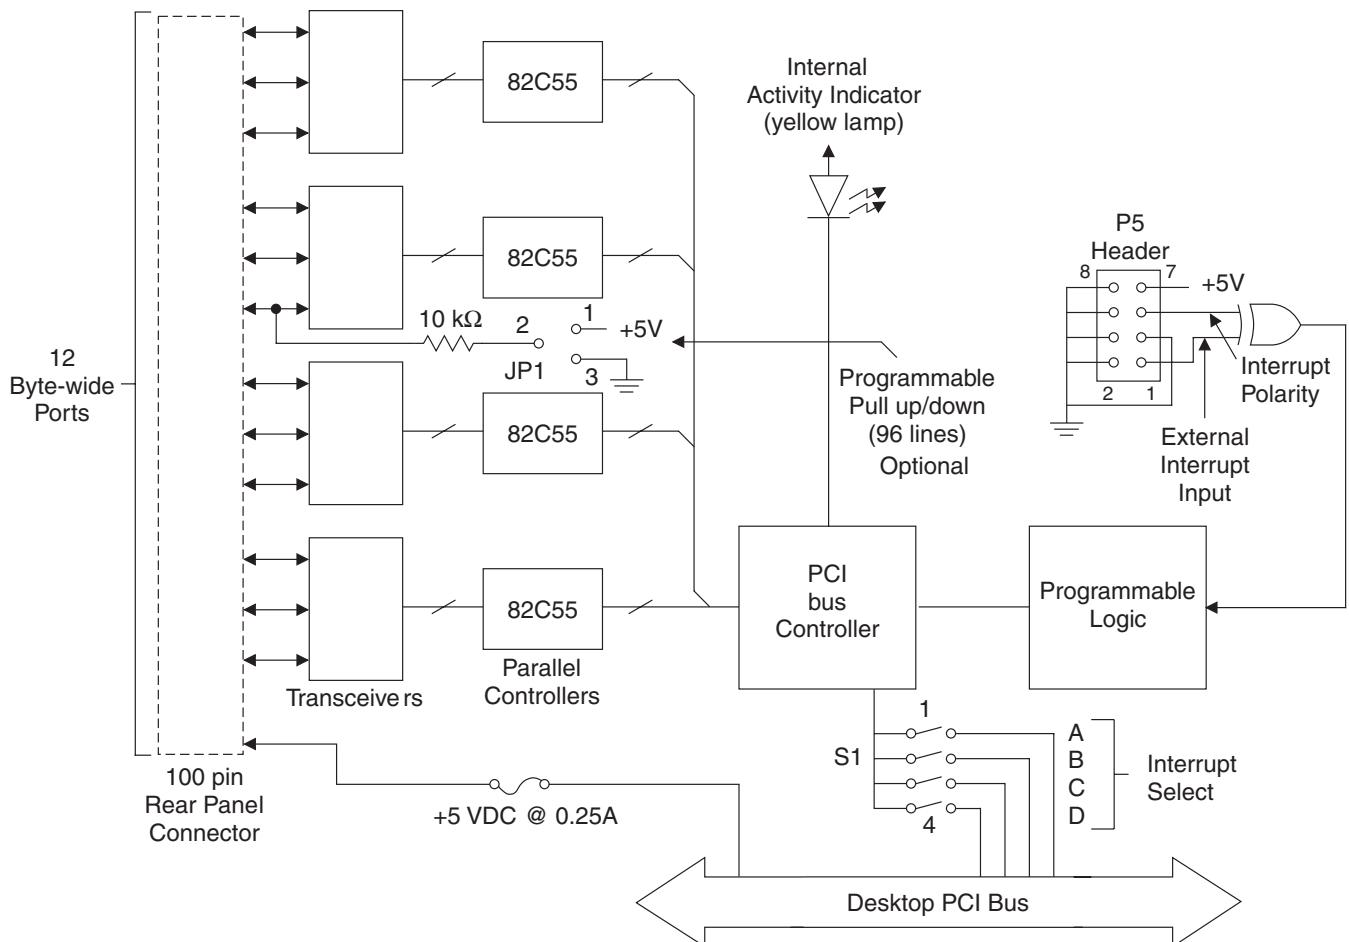 82C55
Internal
Activity Indicator
(yellow lamp)
82C55
P5
Header
8
7
+5V
10 kΩ
2
1
+5V
JP1
3
12
Byte-wide
Ports
Programmable
Pull up/down
(96 lines)
Optional
2
1
Interrupt
Polarity
External
Interrupt
Input
82C55
82C55
PCI
bus
Controller
Programmable
Logic
Parallel
Controllers
Transceivers
1
S1
4
A
B
C
D
Interrupt
Select
100 pin
Rear Panel
Connector
+5 VDC @ 0.25A
Desktop PCI Bus